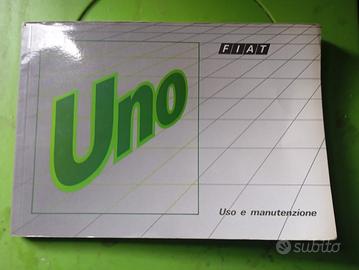 FIAT
Uno
Uso e manutenzione
subito